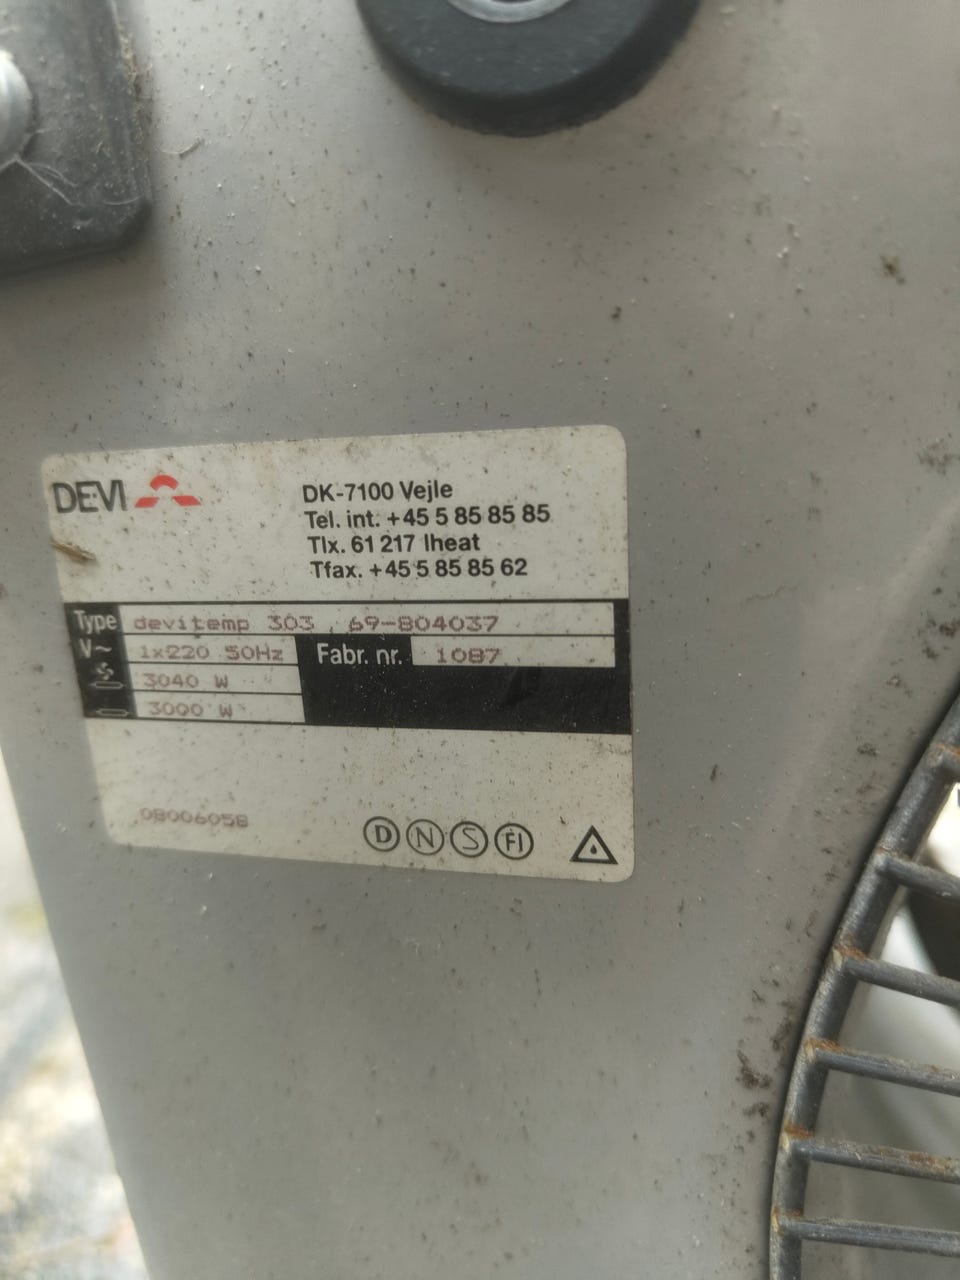 DEVI
DK-7100 Vejle
Tel. int. +45 5 85 85 85
Tlx. 61 217 lheat
Tfax. +45 5 85 85 62
Type devitemp 303 69-804037
V~ 1x220 50Hz Fabr. nr. 1087
3040 W
3000 W
08006058
D N S FI